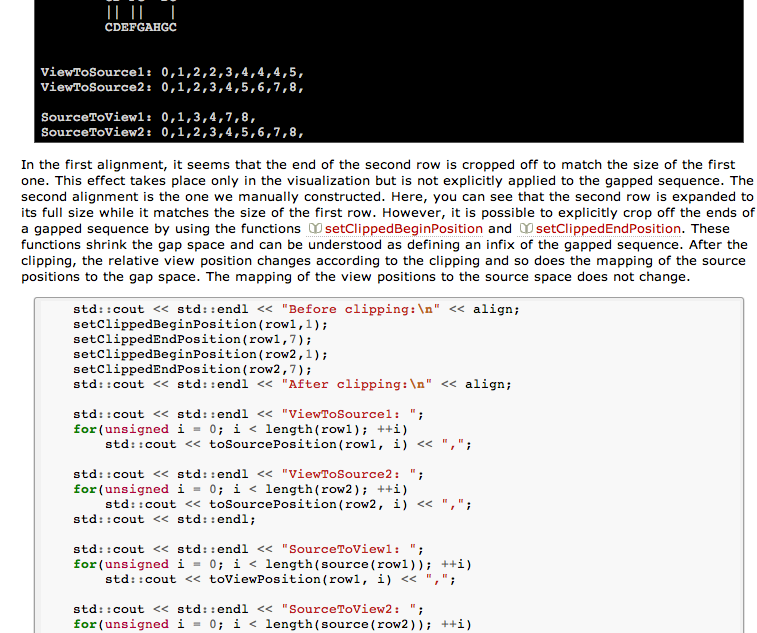 || ||   |
CDEFGAHGC
ViewToSource1: 0,1,2,2,3,4,4,4,5,
ViewToSource2: 0,1,2,3,4,5,6,7,8,
SourceToView1: 0,1,3,4,7,8,
SourceToView2: 0,1,2,3,4,5,6,7,8,
In the first alignment, it seems that the end of the second row is cropped off to match the size of the first
one. This effect takes place only in the visualization but is not explicitly applied to the gapped sequence. The
second alignment is the one we manually constructed. Here, you can see that the second row is expanded to
its full size while it matches the size of the first row. However, it is possible to explicitly crop off the ends of
a gapped sequence by using the functions setClippedBeginPosition and setClippedEndPosition. These
functions shrink the gap space and can be understood as defining an infix of the gapped sequence. After the
clipping, the relative view position changes according to the clipping and so does the mapping of the source
positions to the gap space. The mapping of the view positions to the source space does not change.
std::cout << std::endl << "Before clipping:\n" << align;
setClippedBeginPosition(row1,1);
setClippedEndPosition(row1,7);
setClippedBeginPosition(row2,1);
setClippedEndPosition(row2,7);
std::cout << std::endl << "After clipping:\n" << align;
std::cout << std::endl << "ViewToSource1: ";
for(unsigned i = 0; i < length(row1); ++i)
    std::cout << toSourcePosition(row1, i) << ",";
std::cout << std::endl << "ViewToSource2: ";
for(unsigned i = 0; i < length(row2); ++i)
    std::cout << toSourcePosition(row2, i) << ",";
std::cout << std::endl;
std::cout << std::endl << "SourceToView1: ";
for(unsigned i = 0; i < length(source(row1)); ++i)
    std::cout << toViewPosition(row1, i) << ",";
std::cout << std::endl << "SourceToView2: ";
for(unsigned i = 0; i < length(source(row2)); ++i)